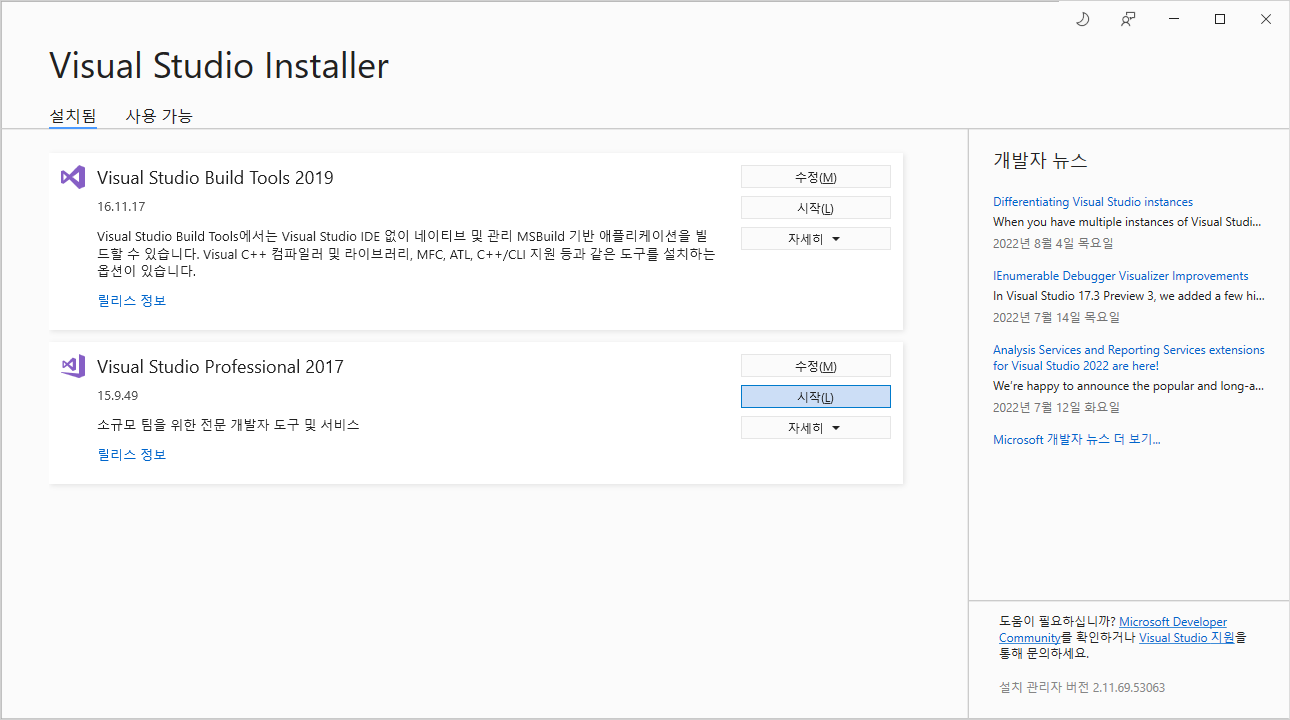 Visual Studio Installer
설치됨
사용 가능
Visual Studio Build Tools 2019
16.11.17
Visual Studio Build Tools에서는 Visual Studio IDE 없이 네이티브 및 관리 MSBuild 기반 애플리케이션을 빌
드할 수 있습니다. Visual C++ 컴파일러 및 라이브러리, MFC, ATL, C++/CLI 지원 등과 같은 도구를 설치하는
옵션이 있습니다.
릴리스 정보
수정(M)
시작(L)
자세히
Visual Studio Professional 2017
15.9.49
소규모 팀을 위한 전문 개발자 도구 및 서비스
릴리스 정보
수정(M)
시작(L)
자세히
개발자 뉴스
Differentiating Visual Studio instances
When you have multiple instances of Visual Studi...
2022년 8월 4일 목요일
IEnumerable Debugger Visualizer Improvements
In Visual Studio 17.3 Preview 3, we added a few hi...
2022년 7월 14일 목요일
Analysis Services and Reporting Services extensions
for Visual Studio 2022 are here!
We're happy to announce the popular and long-a...
2022년 7월 12일 화요일
Microsoft 개발자 뉴스 더 보기...
도움이 필요하십니까? Microsoft Developer
Community를 확인하거나 Visual Studio 지원을
통해 문의하세요.
설치 관리자 버전 2.11.69.53063